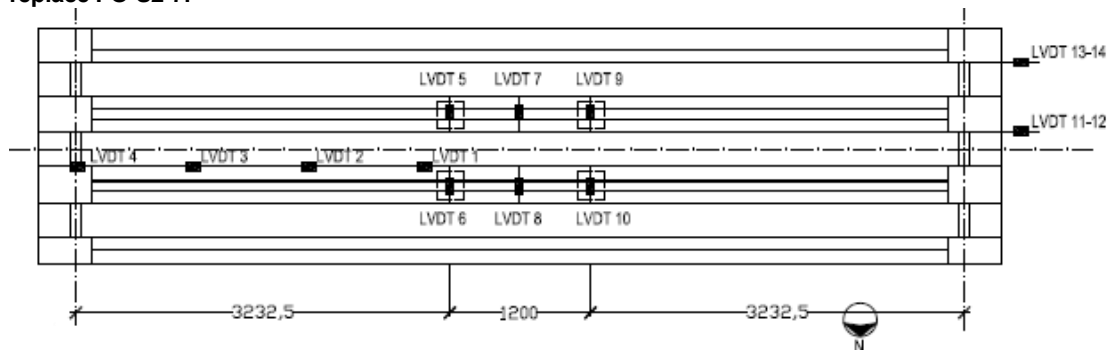 LVDT 13-14
LVDT 5 LVDT 7 LVDT 9
LVDT 11-12
LVDT 4 LVDT 3 LVDT 2 LVDT 1
LVDT 6 LVDT 8 LVDT 10
3232,5 1200 3232,5
N